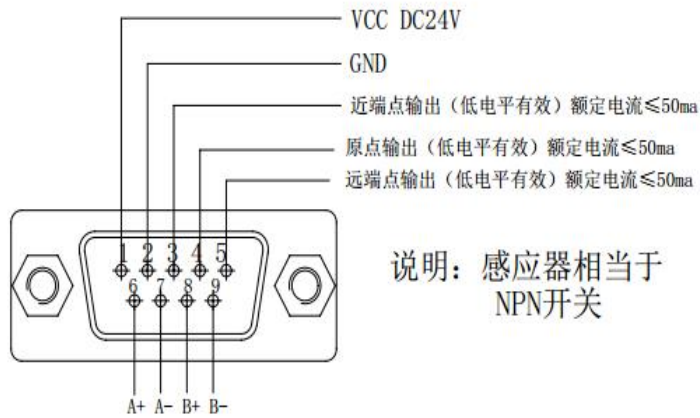 VCC DC24V
GND
近端点输出（低电平有效）额定电流≤50ma
原点输出（低电平有效）额定电流≤50ma
远端点输出（低电平有效）额定电流≤50ma
1 2 3 4 5
6 7 8 9
说明：感应器相当于
NPN开关
A+ A- B+ B-